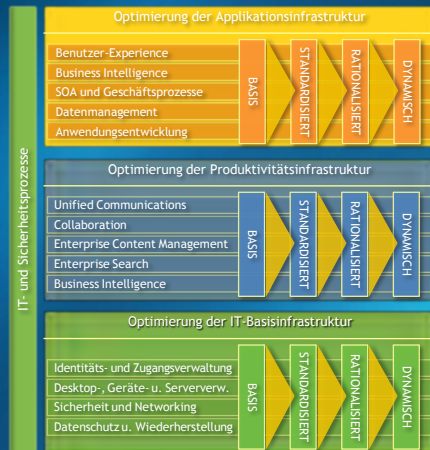 IT- und Sicherheitsprozesse
Optimierung der Applikationsinfrastruktur
Benutzer-Experience
Business Intelligence
SOA und Geschäftsprozesse
Datenmanagement
Anwendungsentwicklung
BASIS
STANDARDISIERT
RATIONALISIERT
DYNAMISCH
Optimierung der Produktivitätsinfrastruktur
Unified Communications
Collaboration
Enterprise Content Management
Enterprise Search
Business Intelligence
BASIS
STANDARDISIERT
RATIONALISIERT
DYNAMISCH
Optimierung der IT-Basisinfrastruktur
Identitäts- und Zugangsverwaltung
Desktop-, Geräte- u. Serververw.
Sicherheit und Networking
Datenschutz u. Wiederherstellung
BASIS
STANDARDISIERT
RATIONALISIERT
DYNAMISCH